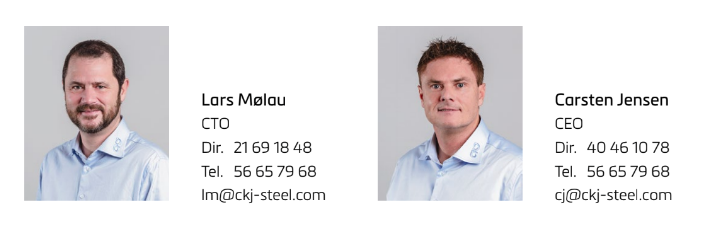 Lars Mølau
CTO
Dir. 21 69 18 48
Tel. 56 65 79 68
lm@ckj-steel.com
Carsten Jensen
CEO
Dir. 40 46 10 78
Tel. 56 65 79 68
cj@ckj-steel.com